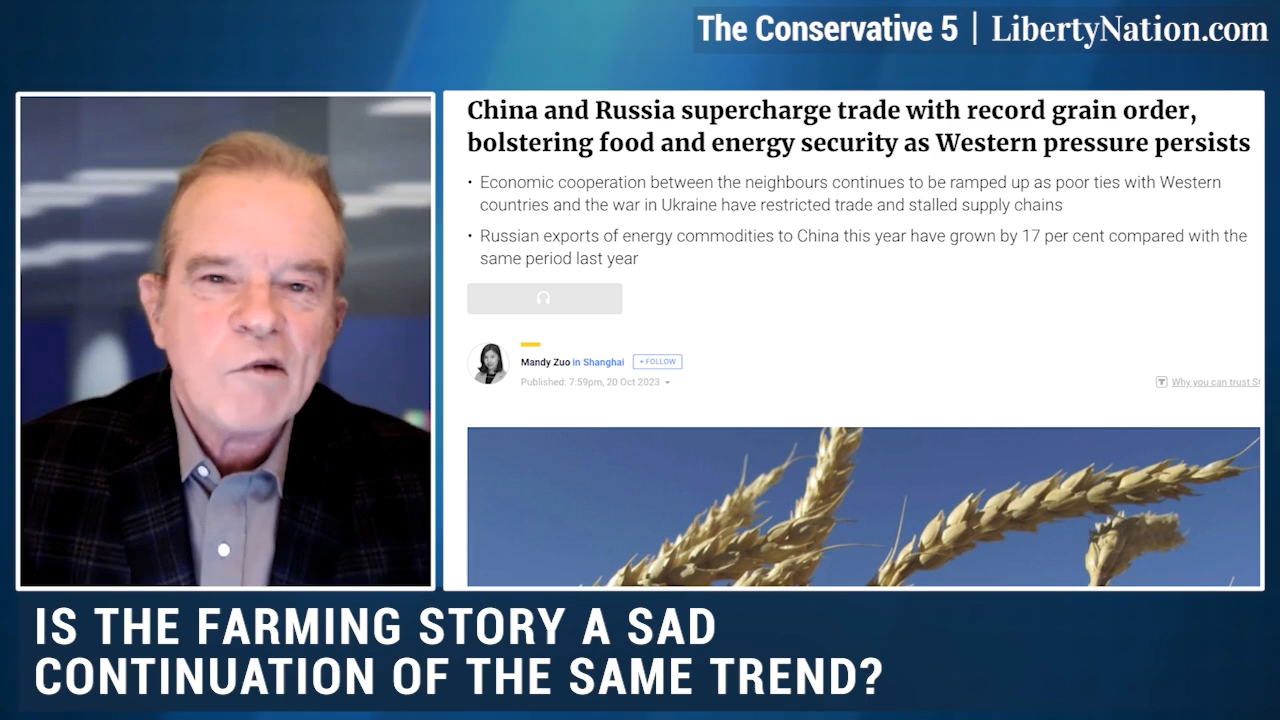 The Conservative 5 | LibertyNation.com
China and Russia supercharge trade with record grain order,
bolstering food and energy security as Western pressure persists
• Economic cooperation between the neighbours continues to be ramped up as poor ties with Western
countries and the war in Ukraine have restricted trade and stalled supply chains
• Russian exports of energy commodities to China this year have grown by 17 per cent compared with the
same period last year
Mandy Zuo in Shanghai + FOLLOW
Published: 7:59pm, 20 Oct 2023
Why you can trust
IS THE FARMING STORY A SAD
CONTINUATION OF THE SAME TREND?